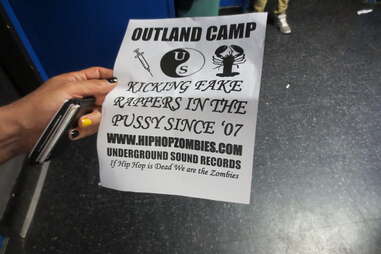 OUTLAND CAMP
U
S
KICKING FAKE
RAPPERS IN THE
PUSSY SINCE '07
WWW.HIPHOPZOMBIES.COM
UNDERGROUND SOUND RECORDS
If Hip Hop is Dead We are the Zombies